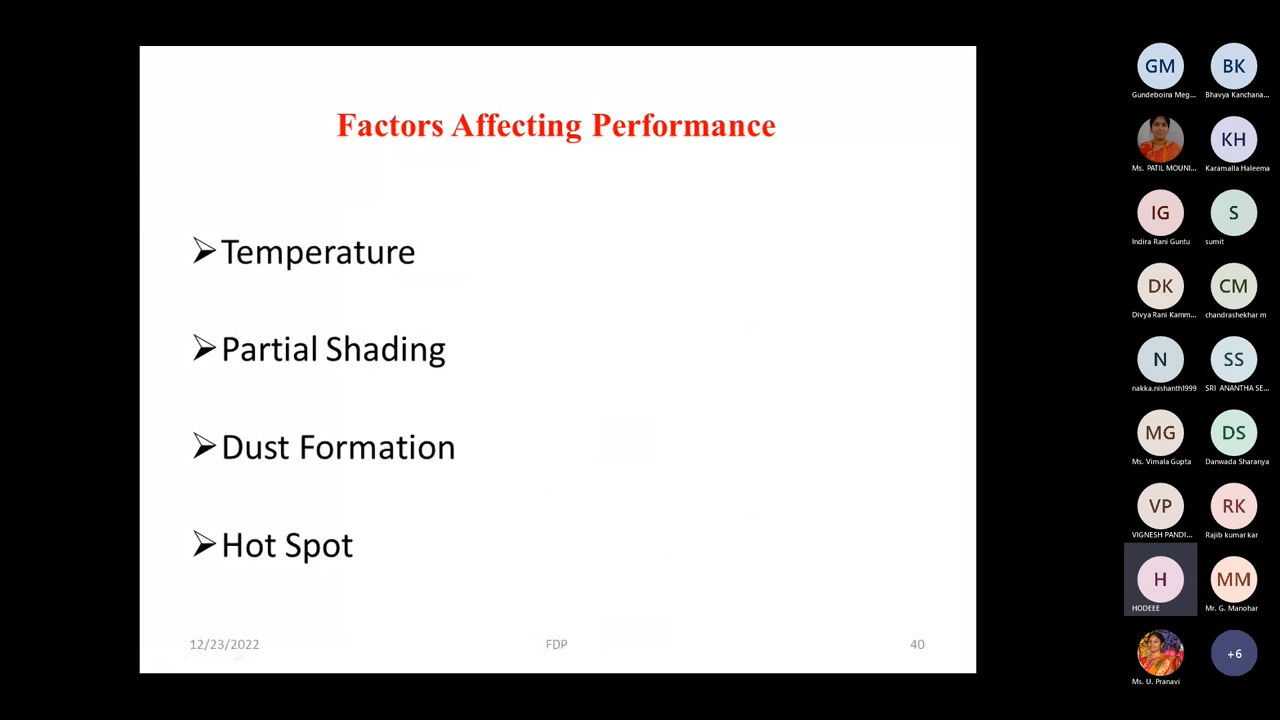 Factors Affecting Performance
➢Temperature
➢Partial Shading
➢Dust Formation
➢Hot Spot
12/23/2022 FDP 40
GM BK
Gundeboina Meg... Bhavya Kanchana...
KH
Ms. PATIL MOUNI... Karamalla Haleema
IG S
Indira Rani Guntu sumit
DK CM
Divya Rani Kamm... chandrashekhar m
N SS
nakka.nishanth1999 SRI ANANTHA SE...
MG DS
Ms. Vimala Gupta Danwada Sharanya
VP RK
VIGNESH PANDI... Rajib kumar kar
H MM
HODEEE Mr. G. Manohar
+6
Ms. U. Pranavi